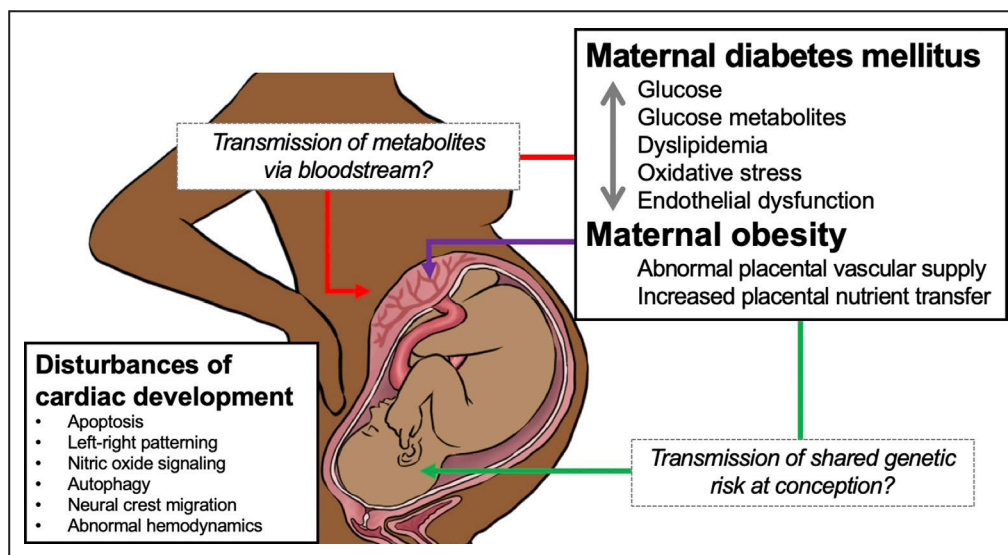 Maternal diabetes mellitus
Glucose
Glucose metabolites
Dyslipidemia
Oxidative stress
Endothelial dysfunction
Maternal obesity
Abnormal placental vascular supply
Increased placental nutrient transfer
Transmission of metabolites
via bloodstream?
Disturbances of
cardiac development
• Apoptosis
• Left-right patterning
• Nitric oxide signaling
• Autophagy
• Neural crest migration
• Abnormal hemodynamics
Transmission of shared genetic
risk at conception?